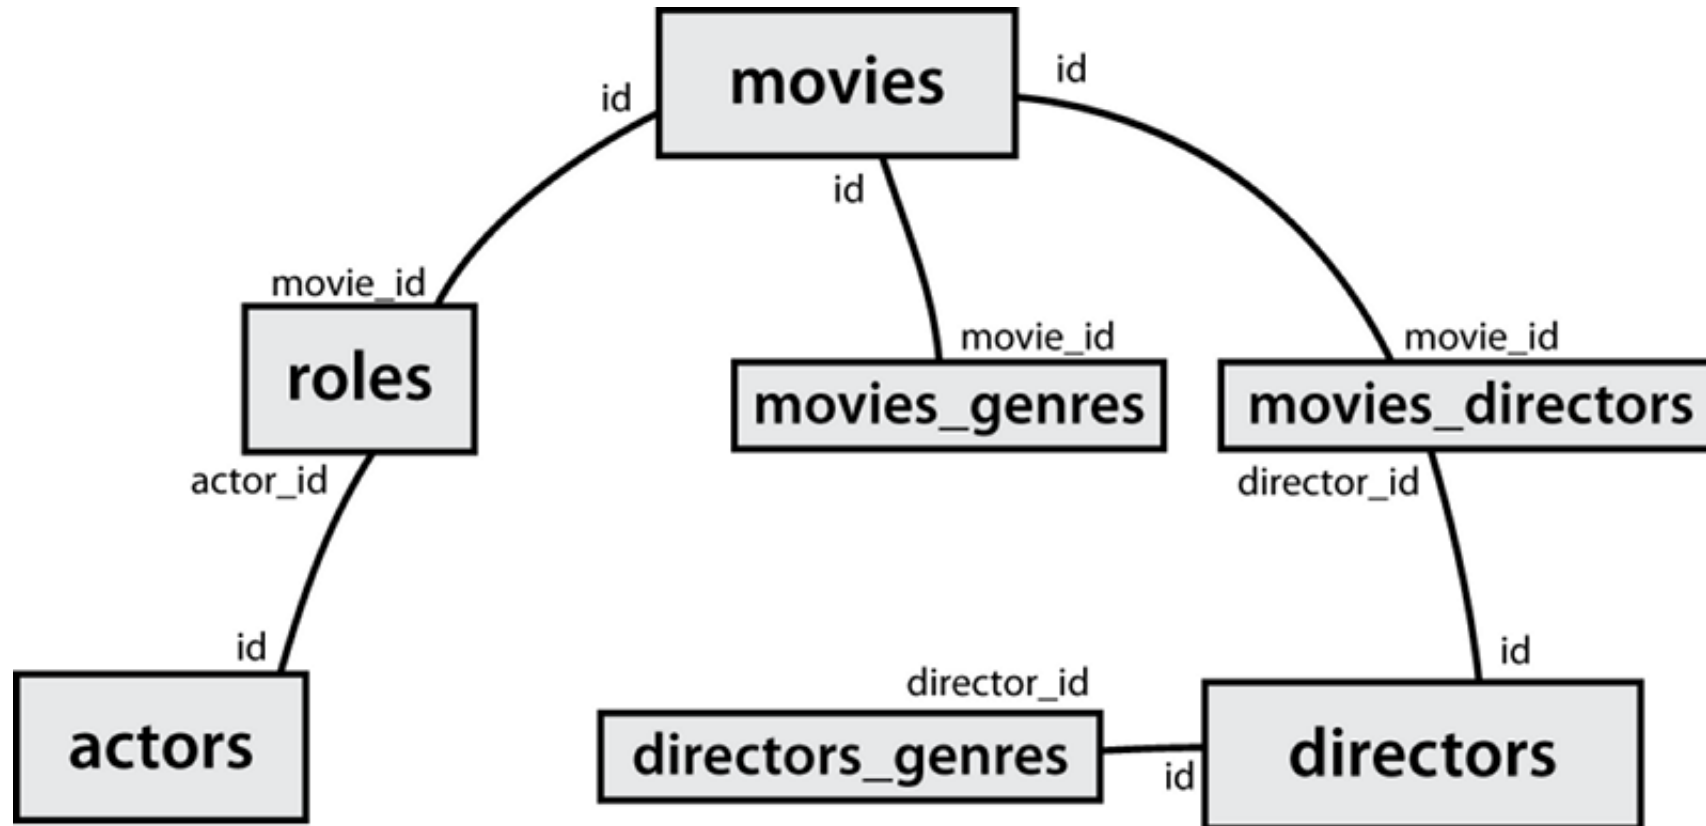 movies
id
id
id
movie_id
roles
movie_id
movies_genres
movie_id
movies_directors
actor_id
director_id
id
actors
director_id
directors_genres
id
id
directors